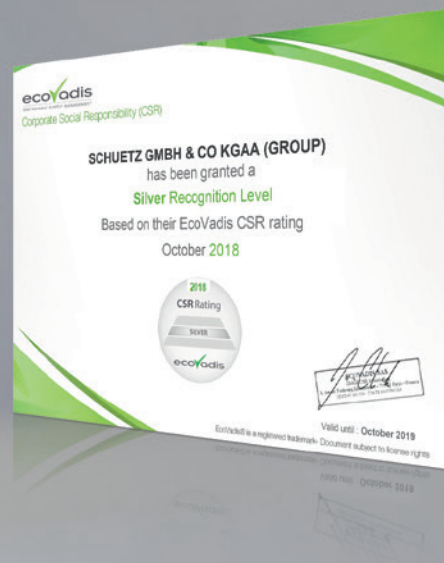 ecovadis
Corporate Social Responsibility (CSR)
SCHUETZ GMBH & CO KGAA (GROUP)
has been granted a
Silver Recognition Level
Based on their EcoVadis CSR rating
October 2018
2018
CSR Rating
SILVER
ecovadis
ECOVADIS SAS
Valid until : October 2019
EcoVadis® is a registered trademark- Document subject to license rights